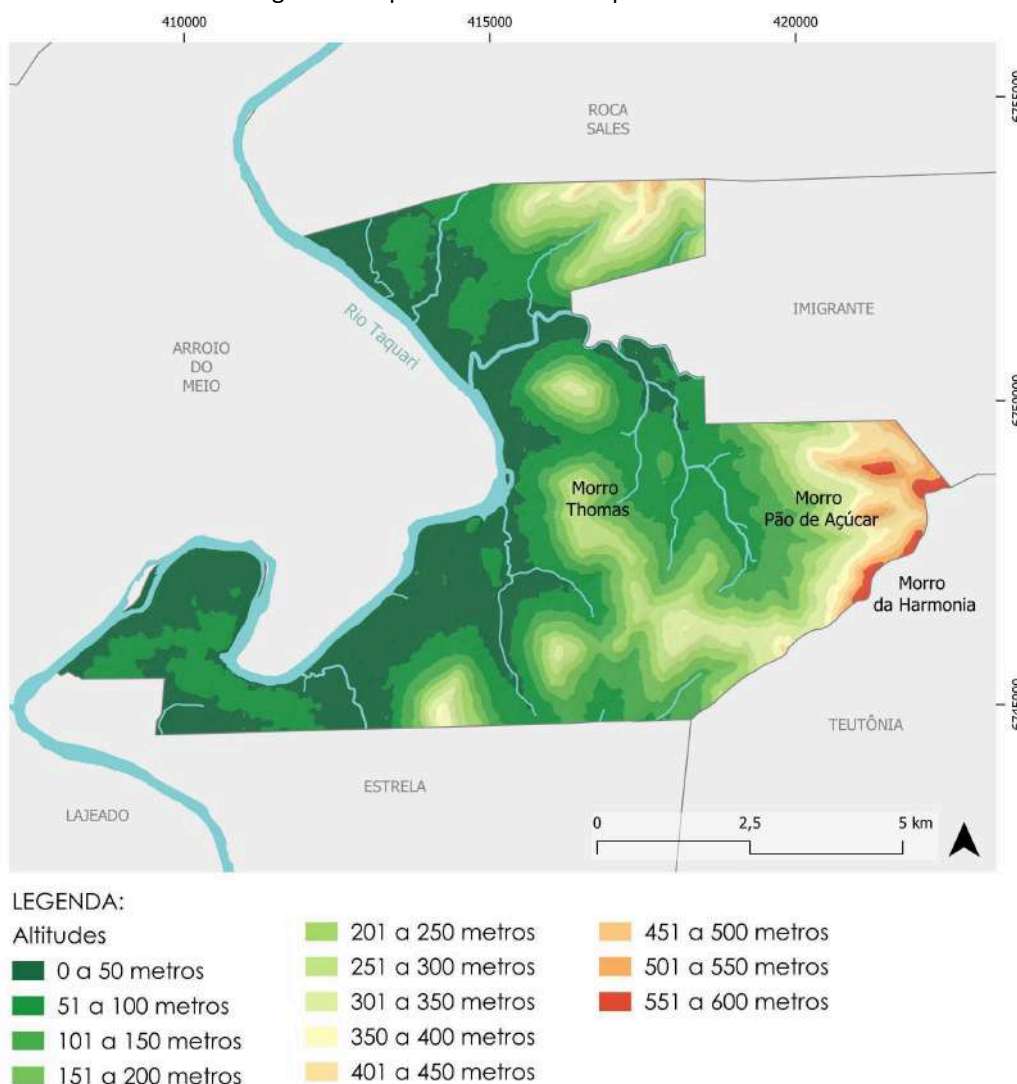 410000
415000
420000
6755000
ROCA
SALES
IMIGRANTE
Rio Taquari
ARROIO
DO
MEIO
6750000
Morro
Thomas
Morro
Pão de Açúcar
Morro
da Harmonia
6745000
TEUTÔNIA
ESTRELA
LAJEADO
0
2,5
5 km
LEGENDA:
Altitudes
0 a 50 metros
51 a 100 metros
101 a 150 metros
151 a 200 metros
201 a 250 metros
251 a 300 metros
301 a 350 metros
350 a 400 metros
401 a 450 metros
451 a 500 metros
501 a 550 metros
551 a 600 metros